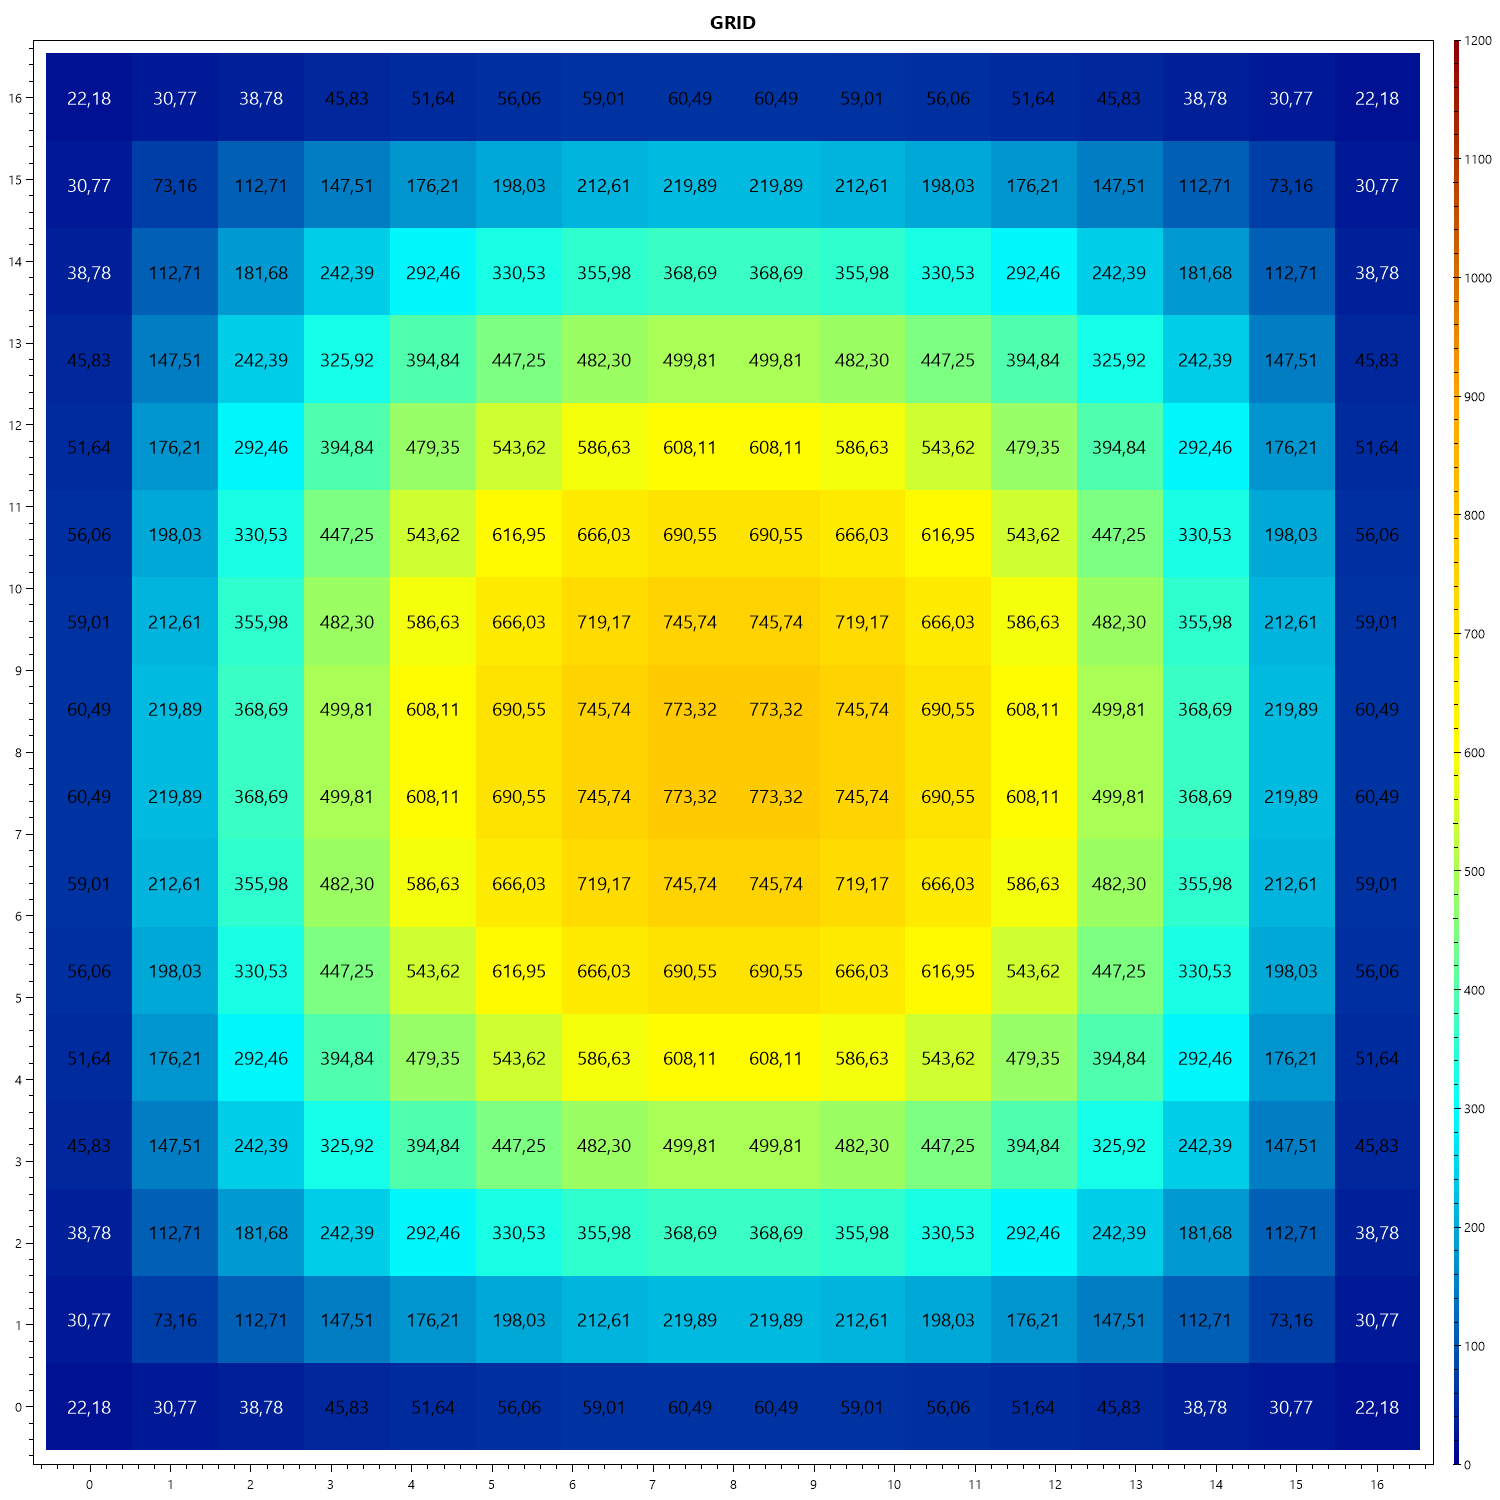 GRID
22,18 30,77 38,78 45,83 51,64 56,06 59,01 60,49 60,49 59,01 56,06 51,64 45,83 38,78 30,77 22,18
30,77 73,16 112,71 147,51 176,21 198,03 212,61 219,89 219,89 212,61 198,03 176,21 147,51 112,71 73,16 30,77
38,78 112,71 181,68 242,39 292,46 330,53 355,98 368,69 368,69 355,98 330,53 292,46 242,39 181,68 112,71 38,78
45,83 147,51 242,39 325,92 394,84 447,25 482,30 499,81 499,81 482,30 447,25 394,84 325,92 242,39 147,51 45,83
51,64 176,21 292,46 394,84 479,35 543,62 586,63 608,11 608,11 586,63 543,62 479,35 394,84 292,46 176,21 51,64
56,06 198,03 330,53 447,25 543,62 616,95 666,03 690,55 690,55 666,03 616,95 543,62 447,25 330,53 198,03 56,06
59,01 212,61 355,98 482,30 586,63 666,03 719,17 745,74 745,74 719,17 666,03 586,63 482,30 355,98 212,61 59,01
60,49 219,89 368,69 499,81 608,11 690,55 745,74 773,32 773,32 745,74 690,55 608,11 499,81 368,69 219,89 60,49
60,49 219,89 368,69 499,81 608,11 690,55 745,74 773,32 773,32 745,74 690,55 608,11 499,81 368,69 219,89 60,49
59,01 212,61 355,98 482,30 586,63 666,03 719,17 745,74 745,74 719,17 666,03 586,63 482,30 355,98 212,61 59,01
56,06 198,03 330,53 447,25 543,62 616,95 666,03 690,55 690,55 666,03 616,95 543,62 447,25 330,53 198,03 56,06
51,64 176,21 292,46 394,84 479,35 543,62 586,63 608,11 608,11 586,63 543,62 479,35 394,84 292,46 176,21 51,64
45,83 147,51 242,39 325,92 394,84 447,25 482,30 499,81 499,81 482,30 447,25 394,84 325,92 242,39 147,51 45,83
38,78 112,71 181,68 242,39 292,46 330,53 355,98 368,69 368,69 355,98 330,53 292,46 242,39 181,68 112,71 38,78
30,77 73,16 112,71 147,51 176,21 198,03 212,61 219,89 219,89 212,61 198,03 176,21 147,51 112,71 73,16 30,77
22,18 30,77 38,78 45,83 51,64 56,06 59,01 60,49 60,49 59,01 56,06 51,64 45,83 38,78 30,77 22,18
16
15
14
13
12
11
10
9
8
7
6
5
4
3
2
1
0
0 1 2 3 4 5 6 7 8 9 10 11 12 13 14 15 16
1200
1100
1000
900
800
700
600
500
400
300
200
100
0